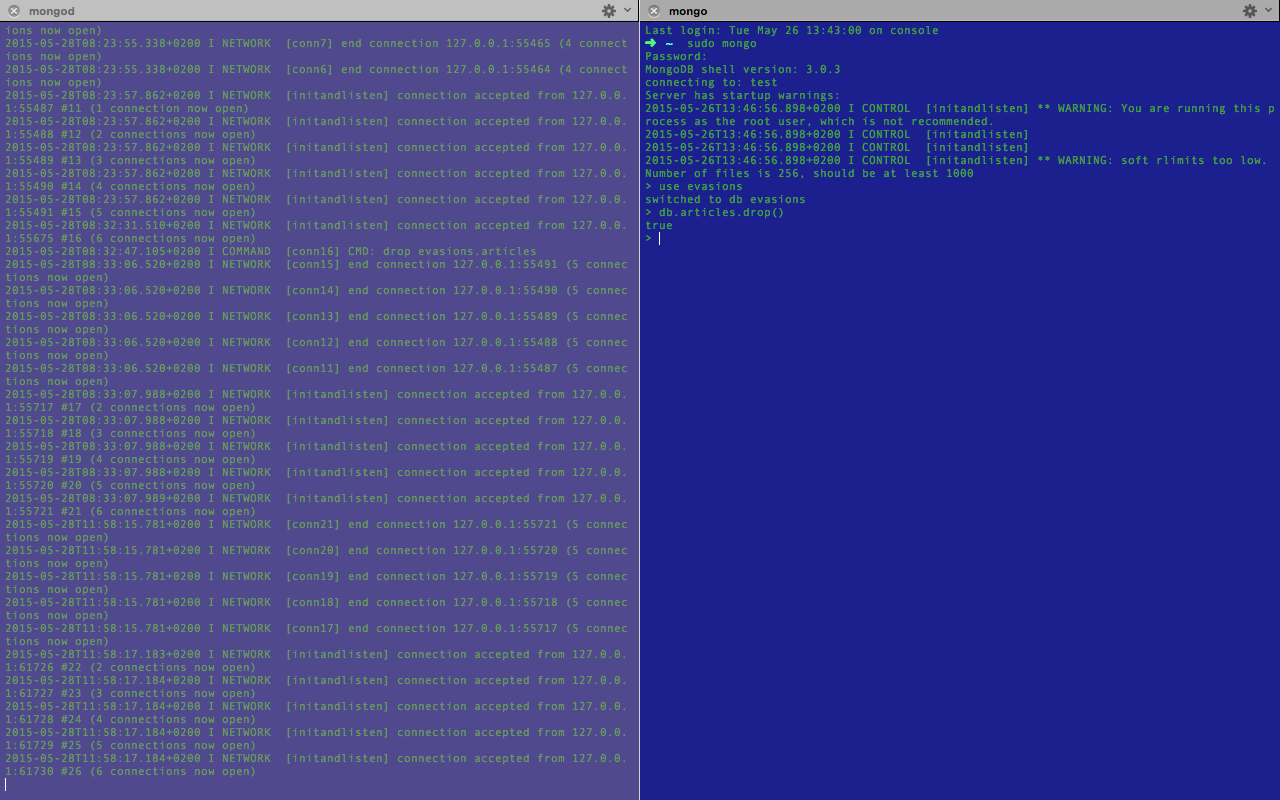 mongod
ions now open)
2015-05-28T08:23:55.338+0200 I NETWORK  [conn7] end connection 127.0.0.1:55465 (4 connect
ions now open)
2015-05-28T08:23:55.338+0200 I NETWORK  [conn6] end connection 127.0.0.1:55464 (4 connect
ions now open)
2015-05-28T08:23:57.862+0200 I NETWORK  [initandlisten] connection accepted from 127.0.0.
1:55487 #11 (1 connection now open)
2015-05-28T08:23:57.862+0200 I NETWORK  [initandlisten] connection accepted from 127.0.0.
1:55488 #12 (2 connections now open)
2015-05-28T08:23:57.862+0200 I NETWORK  [initandlisten] connection accepted from 127.0.0.
1:55489 #13 (3 connections now open)
2015-05-28T08:23:57.862+0200 I NETWORK  [initandlisten] connection accepted from 127.0.0.
1:55490 #14 (4 connections now open)
2015-05-28T08:23:57.862+0200 I NETWORK  [initandlisten] connection accepted from 127.0.0.
1:55491 #15 (5 connections now open)
2015-05-28T08:32:31.510+0200 I NETWORK  [initandlisten] connection accepted from 127.0.0.
1:55675 #16 (6 connections now open)
2015-05-28T08:32:47.105+0200 I COMMAND  [conn16] CMD: drop evasions.articles
2015-05-28T08:33:06.520+0200 I NETWORK  [conn15] end connection 127.0.0.1:55491 (5 connec
tions now open)
2015-05-28T08:33:06.520+0200 I NETWORK  [conn14] end connection 127.0.0.1:55490 (5 connec
tions now open)
2015-05-28T08:33:06.520+0200 I NETWORK  [conn13] end connection 127.0.0.1:55489 (5 connec
tions now open)
2015-05-28T08:33:06.520+0200 I NETWORK  [conn12] end connection 127.0.0.1:55488 (5 connec
tions now open)
2015-05-28T08:33:06.520+0200 I NETWORK  [conn11] end connection 127.0.0.1:55487 (5 connec
tions now open)
2015-05-28T08:33:07.988+0200 I NETWORK  [initandlisten] connection accepted from 127.0.0.
1:55717 #17 (2 connections now open)
2015-05-28T08:33:07.988+0200 I NETWORK  [initandlisten] connection accepted from 127.0.0.
1:55718 #18 (3 connections now open)
2015-05-28T08:33:07.988+0200 I NETWORK  [initandlisten] connection accepted from 127.0.0.
1:55719 #19 (4 connections now open)
2015-05-28T08:33:07.988+0200 I NETWORK  [initandlisten] connection accepted from 127.0.0.
1:55720 #20 (5 connections now open)
2015-05-28T08:33:07.989+0200 I NETWORK  [initandlisten] connection accepted from 127.0.0.
1:55721 #21 (6 connections now open)
2015-05-28T11:58:15.781+0200 I NETWORK  [conn21] end connection 127.0.0.1:55721 (5 connec
tions now open)
2015-05-28T11:58:15.781+0200 I NETWORK  [conn20] end connection 127.0.0.1:55720 (5 connec
tions now open)
2015-05-28T11:58:15.781+0200 I NETWORK  [conn19] end connection 127.0.0.1:55719 (5 connec
tions now open)
2015-05-28T11:58:15.781+0200 I NETWORK  [conn18] end connection 127.0.0.1:55718 (5 connec
tions now open)
2015-05-28T11:58:15.781+0200 I NETWORK  [conn17] end connection 127.0.0.1:55717 (5 connec
tions now open)
2015-05-28T11:58:17.183+0200 I NETWORK  [initandlisten] connection accepted from 127.0.0.
1:61726 #22 (2 connections now open)
2015-05-28T11:58:17.184+0200 I NETWORK  [initandlisten] connection accepted from 127.0.0.
1:61727 #23 (3 connections now open)
2015-05-28T11:58:17.184+0200 I NETWORK  [initandlisten] connection accepted from 127.0.0.
1:61728 #24 (4 connections now open)
2015-05-28T11:58:17.184+0200 I NETWORK  [initandlisten] connection accepted from 127.0.0.
1:61729 #25 (5 connections now open)
2015-05-28T11:58:17.184+0200 I NETWORK  [initandlisten] connection accepted from 127.0.0.
1:61730 #26 (6 connections now open)
mongo
Last login: Tue May 26 13:43:00 on console
➜  ~  sudo mongo
Password:
MongoDB shell version: 3.0.3
connecting to: test
Server has startup warnings:
2015-05-26T13:46:56.898+0200 I CONTROL  [initandlisten] ** WARNING: You are running this p
rocess as the root user, which is not recommended.
2015-05-26T13:46:56.898+0200 I CONTROL  [initandlisten]
2015-05-26T13:46:56.898+0200 I CONTROL  [initandlisten]
2015-05-26T13:46:56.898+0200 I CONTROL  [initandlisten] ** WARNING: soft rlimits too low.
Number of files is 256, should be at least 1000
> use evasions
switched to db evasions
> db.articles.drop()
true
>